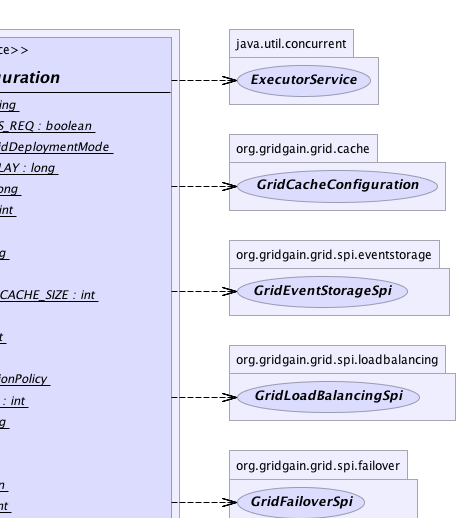 ce>>
uration
ing
S_REQ : boolean
idDeploymentMode
LAY : long
ong
int
g
CACHE_SIZE : int
t
ionPolicy
: int
g
n
nt
java.util.concurrent
ExecutorService
org.gridgain.grid.cache
GridCacheConfiguration
org.gridgain.grid.spi.eventstorage
GridEventStorageSpi
org.gridgain.grid.spi.loadbalancing
GridLoadBalancingSpi
org.gridgain.grid.spi.failover
GridFailoverSpi